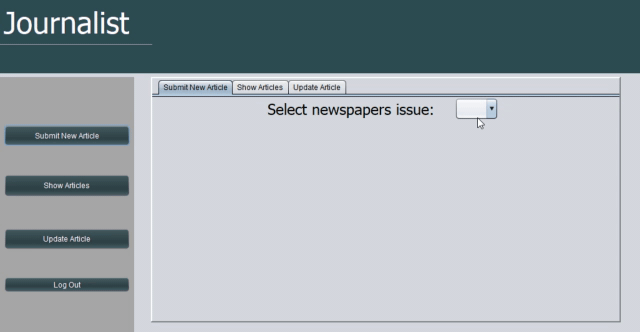 Journalist
Submit New Article Show Articles Update Article
Select newspapers issue:
Submit New Article
Show Articles
Update Article
Log Out